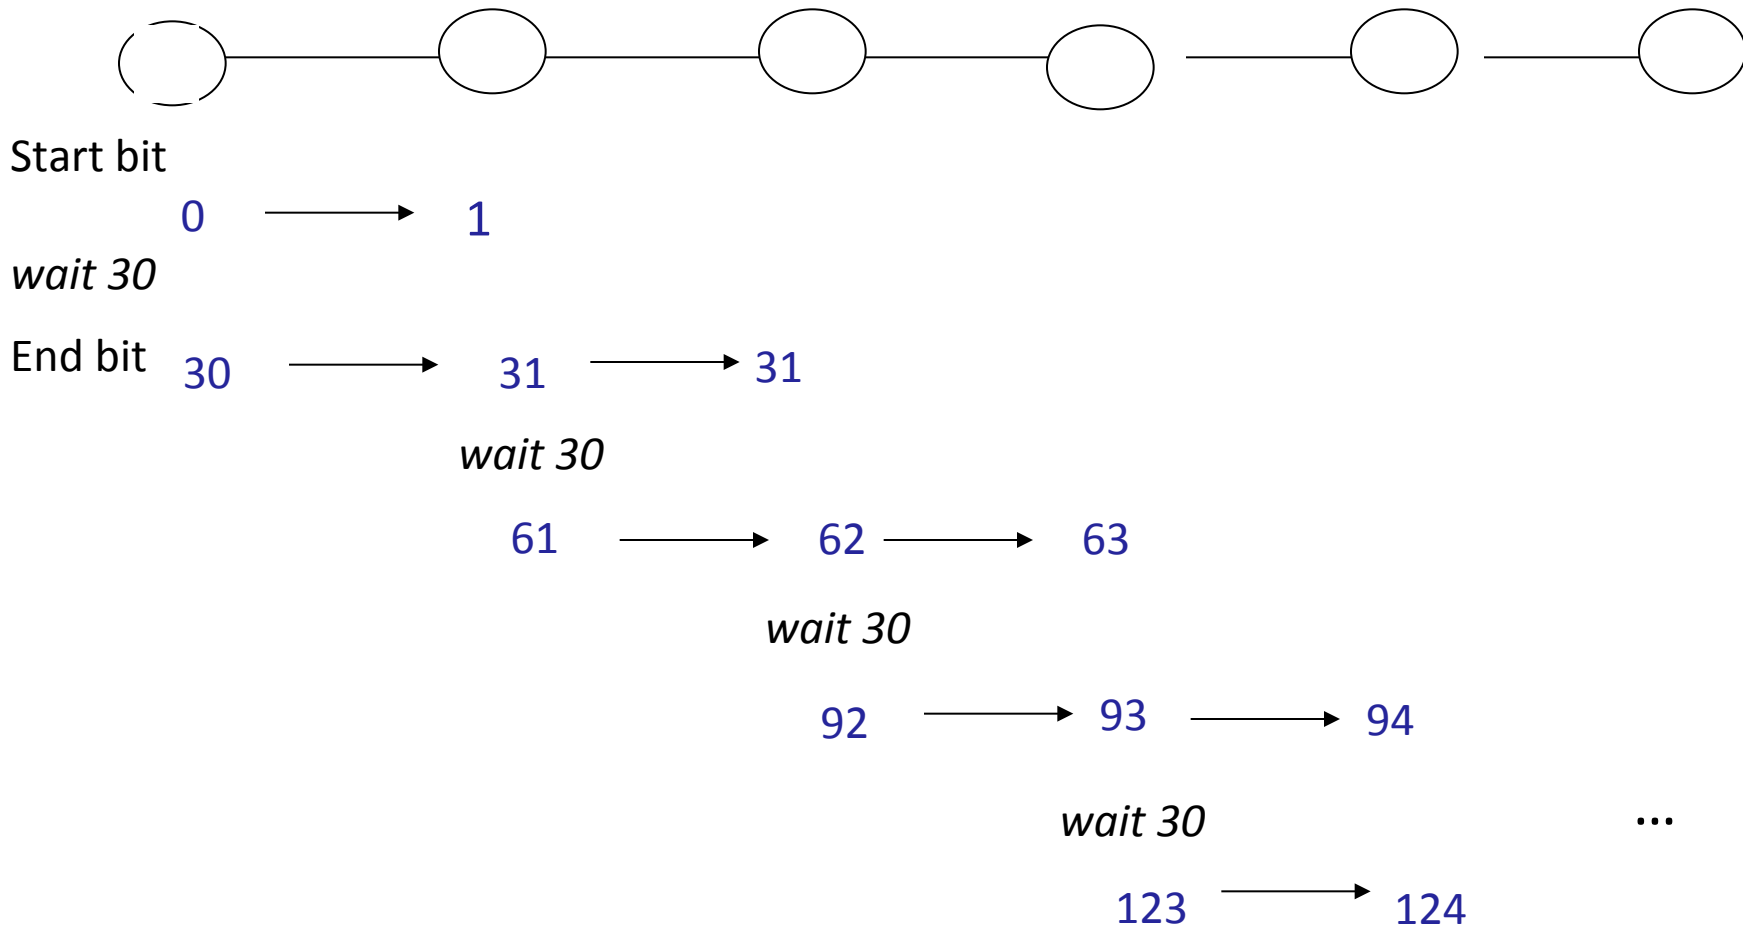 Start bit
0 1
wait 30
End bit 30 31 31
wait 30
61 62 63
wait 30
92 93 94
wait 30 ...
123 124